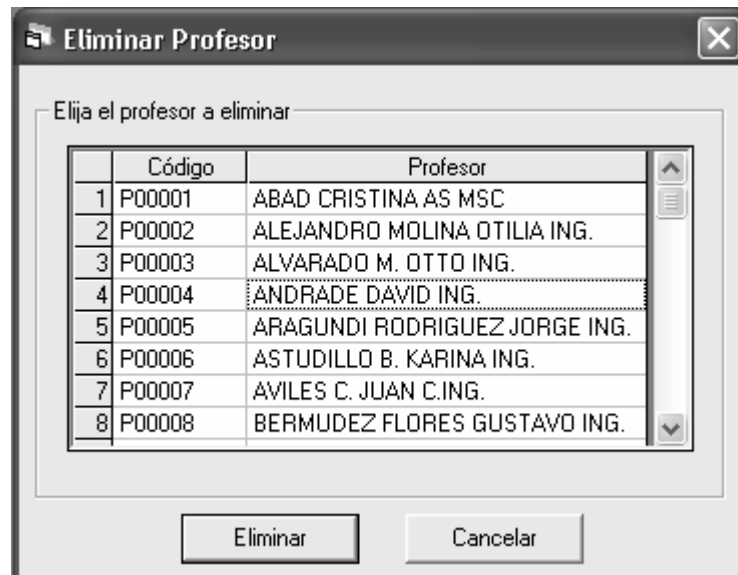 Eliminar Profesor
Elija el profesor a eliminar
Código Profesor
1 P00001 ABAD CRISTINA AS MSC
2 P00002 ALEJANDRO MOLINA OTILIA ING.
3 P00003 ALVARADO M. OTTO ING.
4 P00004 ANDRADE DAVID ING.
5 P00005 ARAGUNDI RODRIGUEZ JORGE ING.
6 P00006 ASTUDILLO B. KARINA ING.
7 P00007 AVILES C. JUAN C.ING.
8 P00008 BERMUDEZ FLORES GUSTAVO ING.
Eliminar Cancelar